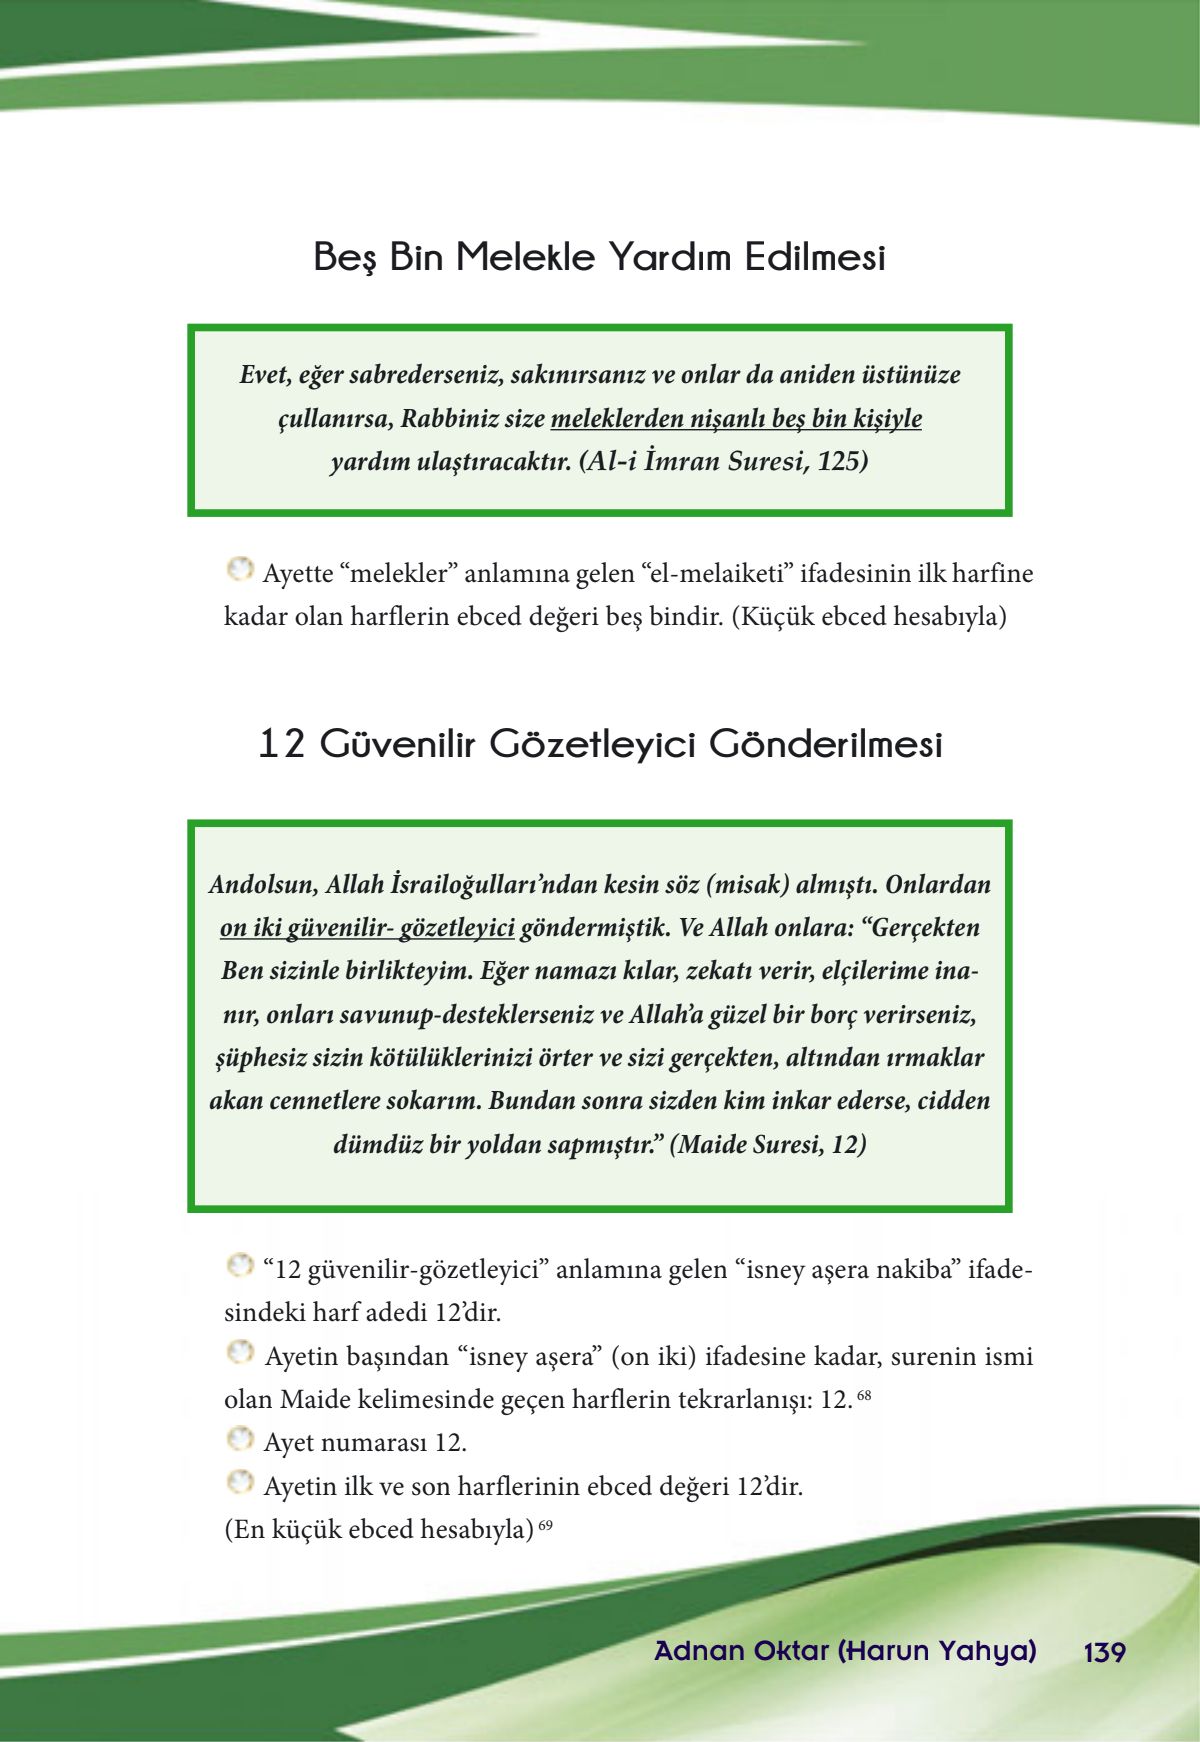 Beş Bin Melekle Yardım Edilmesi
Evet, eğer sabrederseniz, sakınırsanız ve onlar da aniden üstünüze
çullanırsa, Rabbiniz size meleklerden nişanlı beş bin kişiyle
yardım ulaştıracaktır. (Al-i İmran Suresi, 125)
Ayette “melekler” anlamına gelen “el-melaiketi” ifadesinin ilk harfine
kadar olan harflerin ebced değeri beş bindir. (Küçük ebced hesabıyla)
12 Güvenilir Gözetleyici Gönderilmesi
Andolsun, Allah İsrailoğulları’ndan kesin söz (misak) almıştı. Onlardan
on iki güvenilir- gözetleyici göndermiştik. Ve Allah onlara: “Gerçekten
Ben sizinle birlikteyim. Eğer namazı kılar, zekatı verir, elçilerime ina-
nır, onları savunup-desteklerseniz ve Allah’a güzel bir borç verirseniz,
şüphesiz sizin kötülüklerinizi örter ve sizi gerçekten, altından ırmaklar
akan cennetlere sokarım. Bundan sonra sizden kim inkar ederse, cidden
dümdüz bir yoldan sapmıştır.” (Maide Suresi, 12)
“12 güvenilir-gözetleyici” anlamına gelen “isney aşera nakiba” ifade-
sindeki harf adedi 12’dir.
Ayetin başından “isney aşera” (on iki) ifadesine kadar, surenin ismi
olan Maide kelimesinde geçen harflerin tekrarlanışı: 12. 68
Ayet numarası 12.
Ayetin ilk ve son harflerinin ebced değeri 12’dir.
(En küçük ebced hesabıyla) 69
Adnan Oktar (Harun Yahya) 139